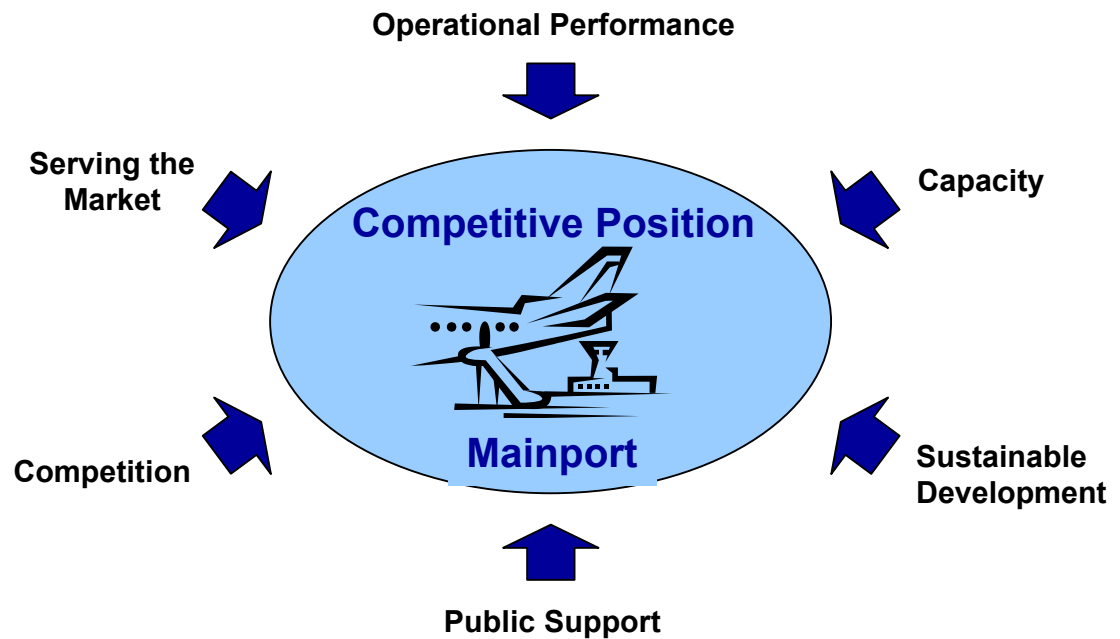 Operational Performance
Serving the
Market
Capacity
Competitive Position
Mainport
Competition
Sustainable
Development
Public Support